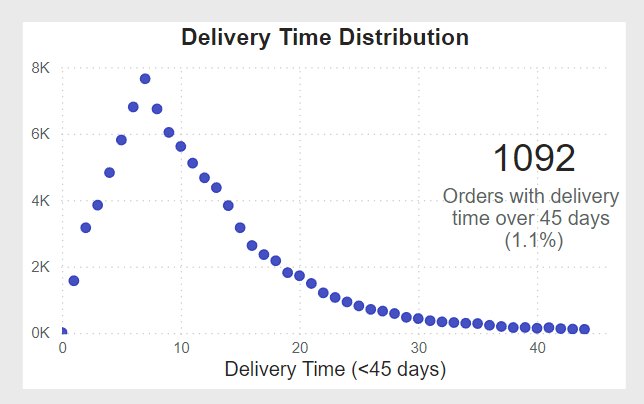 Delivery Time Distribution
8K
6K
4K
2K
0K
1092
Orders with delivery
time over 45 days
(1.1%)
0 10 20 30 40
Delivery Time (<45 days)